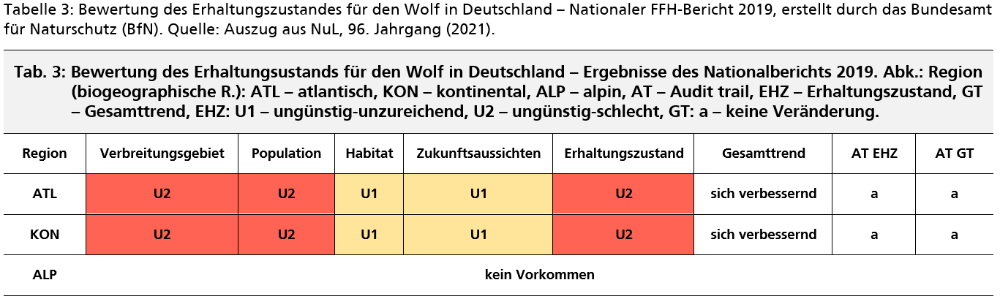 Tabelle 3: Bewertung des Erhaltungszustandes für den Wolf in Deutschland – Nationaler FFH-Bericht 2019, erstellt durch das Bundesamt
für Naturschutz (BfN). Quelle: Auszug aus NuL, 96. Jahrgang (2021).
Tab. 3: Bewertung des Erhaltungsustands für den Wolf in Deutschland – Ergebnisse des Nationalberichts 2019. Abk.: Region
(biogeographische R.): ATL – atlantisch, KON – kontinental, ALP – alpin, AT – Audit trail, EHZ – Erhaltungszustand, GT
– Gesamttrend, EHZ: U1 – ungünstig-unzureichend, U2 – ungünstig-schlecht, GT: a – keine Veränderung.
Region Verbreitungsgebiet Population Habitat Zukunftsaussichten Erhaltungszustand Gesamttrend AT EHZ AT GT
ATL U2 U2 U1 U1 U2 sich verbessernd a a
KON U2 U2 U1 U1 U2 sich verbessernd a a
ALP kein Vorkommen